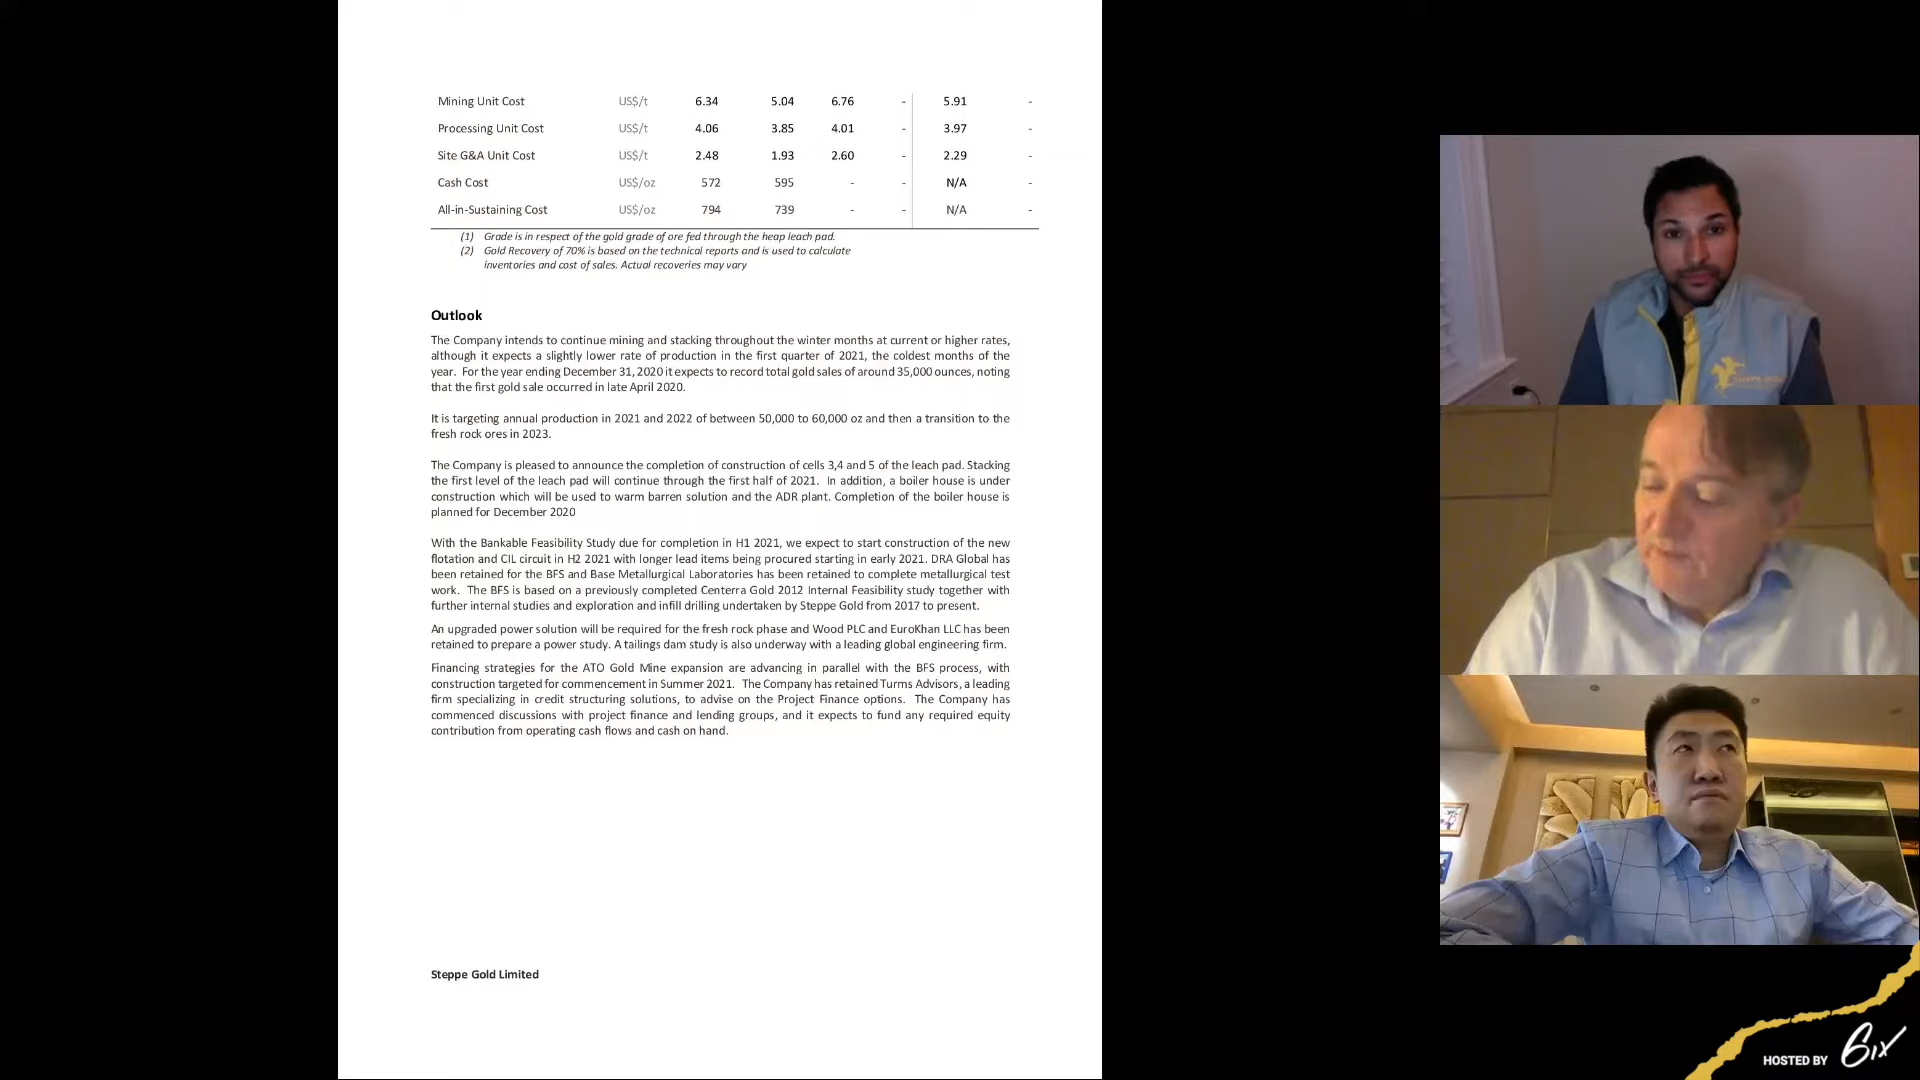 Mining Unit Cost US$/t 6.34 5.04 6.76 - 5.91 -
Processing Unit Cost US$/t 4.06 3.85 4.01 - 3.97 -
Site G&A Unit Cost US$/t 2.48 1.93 2.60 - 2.29 -
Cash Cost US$/oz 572 595 - - N/A -
All-in-Sustaining Cost US$/oz 794 739 - - N/A -
(1) Grade is in respect of the gold grade of ore fed through the heap leach pad.
(2) Gold Recovery of 70% is based on the technical reports and is used to calculate
inventories and cost of sales. Actual recoveries may vary
Outlook
The Company intends to continue mining and stacking throughout the winter months at current or higher rates,
although it expects a slightly lower rate of production in the first quarter of 2021, the coldest months of the
year. For the year ending December 31, 2020 it expects to record total gold sales of around 35,000 ounces, noting
that the first gold sale occurred in late April 2020.
It is targeting annual production in 2021 and 2022 of between 50,000 to 60,000 oz and then a transition to the
fresh rock ores in 2023.
The Company is pleased to announce the completion of construction of cells 3,4 and 5 of the leach pad. Stacking
the first level of the leach pad will continue through the first half of 2021. In addition, a boiler house is under
construction which will be used to warm barren solution and the ADR plant. Completion of the boiler house is
planned for December 2020
With the Bankable Feasibility Study due for completion in H1 2021, we expect to start construction of the new
flotation and CIL circuit in H2 2021 with longer lead items being procured starting in early 2021. DRA Global has
been retained for the BFS and Base Metallurgical Laboratories has been retained to complete metallurgical test
work. The BFS is based on a previously completed Centerra Gold 2012 Internal Feasibility study together with
further internal studies and exploration and infill drilling undertaken by Steppe Gold from 2017 to present.
An upgraded power solution will be required for the fresh rock phase and Wood PLC and EuroKhan LLC has been
retained to prepare a power study. A tailings dam study is also underway with a leading global engineering firm.
Financing strategies for the ATO Gold Mine expansion are advancing in parallel with the BFS process, with
construction targeted for commencement in Summer 2021. The Company has retained Turms Advisors, a leading
firm specializing in credit structuring solutions, to advise on the Project Finance options. The Company has
commenced discussions with project finance and lending groups, and it expects to fund any required equity
contribution from operating cash flows and cash on hand.
Steppe Gold Limited
HOSTED BY 6ix